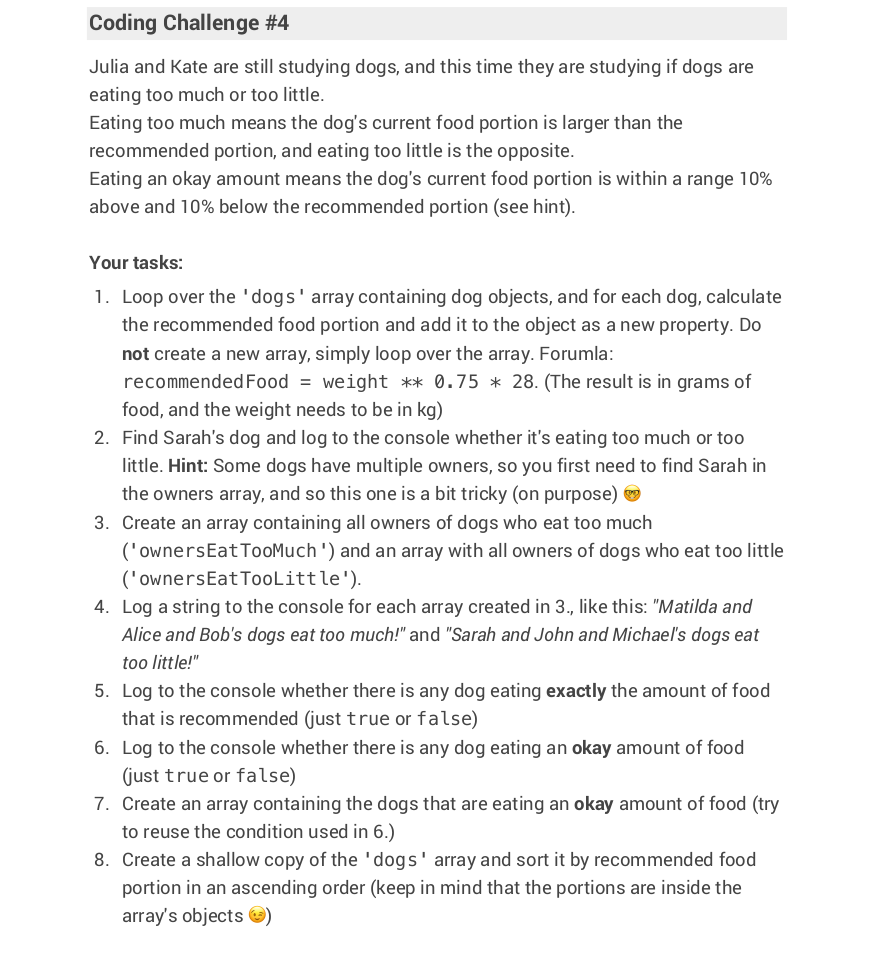 Coding Challenge #4
Julia and Kate are still studying dogs, and this time they are studying if dogs are
eating too much or too little.
Eating too much means the dog's current food portion is larger than the
recommended portion, and eating too little is the opposite.
Eating an okay amount means the dog's current food portion is within a range 10%
above and 10% below the recommended portion (see hint).
Your tasks:
1. Loop over the 'dogs' array containing dog objects, and for each dog, calculate
the recommended food portion and add it to the object as a new property. Do
not create a new array, simply loop over the array. Forumla:
recommendedFood = weight ** 0.75 * 28. (The result is in grams of
food, and the weight needs to be in kg)
2. Find Sarah's dog and log to the console whether it's eating too much or too
little. Hint: Some dogs have multiple owners, so you first need to find Sarah in
the owners array, and so this one is a bit tricky (on purpose) 🤓
3. Create an array containing all owners of dogs who eat too much
('ownersEatTooMuch') and an array with all owners of dogs who eat too little
('ownersEatTooLittle').
4. Log a string to the console for each array created in 3., like this: "Matilda and
Alice and Bob's dogs eat too much!" and "Sarah and John and Michael's dogs eat
too little!"
5. Log to the console whether there is any dog eating exactly the amount of food
that is recommended (just true or false)
6. Log to the console whether there is any dog eating an okay amount of food
(just true or false)
7. Create an array containing the dogs that are eating an okay amount of food (try
to reuse the condition used in 6.)
8. Create a shallow copy of the 'dogs' array and sort it by recommended food
portion in an ascending order (keep in mind that the portions are inside the
array's objects 😉)